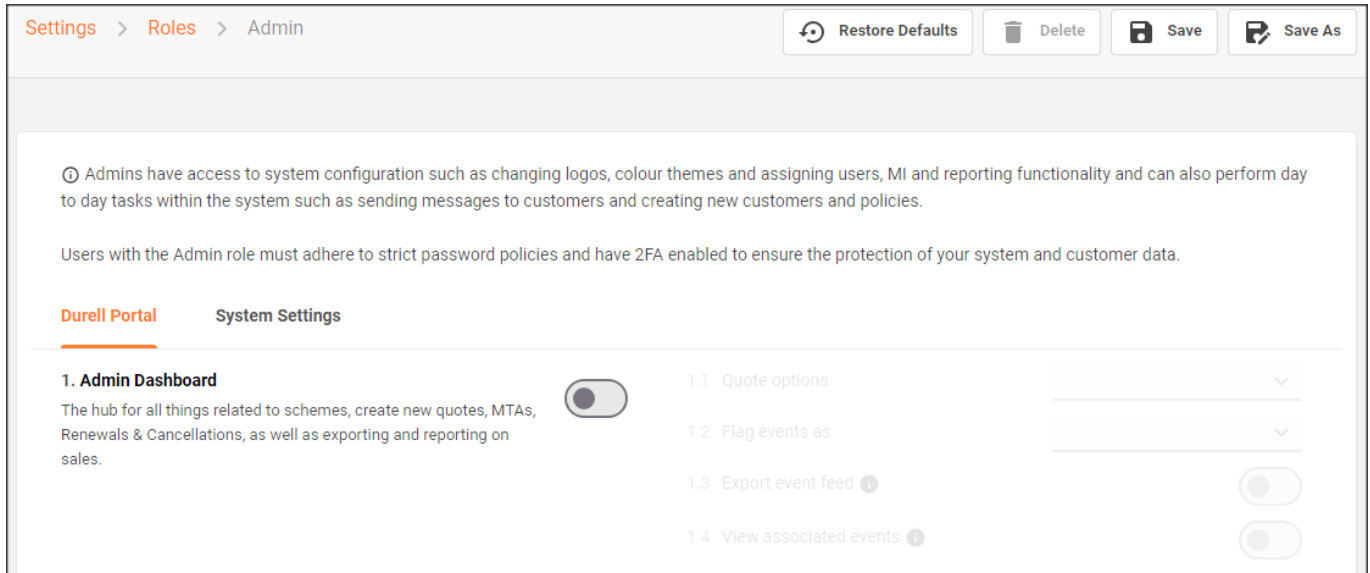 Settings > Roles > Admin
Restore Defaults
Delete
Save
Save As
Admins have access to system configuration such as changing logos, colour themes and assigning users, MI and reporting functionality and can also perform day
to day tasks within the system such as sending messages to customers and creating new customers and policies.
Users with the Admin role must adhere to strict password policies and have 2FA enabled to ensure the protection of your system and customer data.
Durell Portal
System Settings
1. Admin Dashboard
The hub for all things related to schemes, create new quotes, MTAs,
Renewals & Cancellations, as well as exporting and reporting on
sales.
1.1 Quote options
1.2 Flag events as
1.3 Export event feed
1.4 View associated events